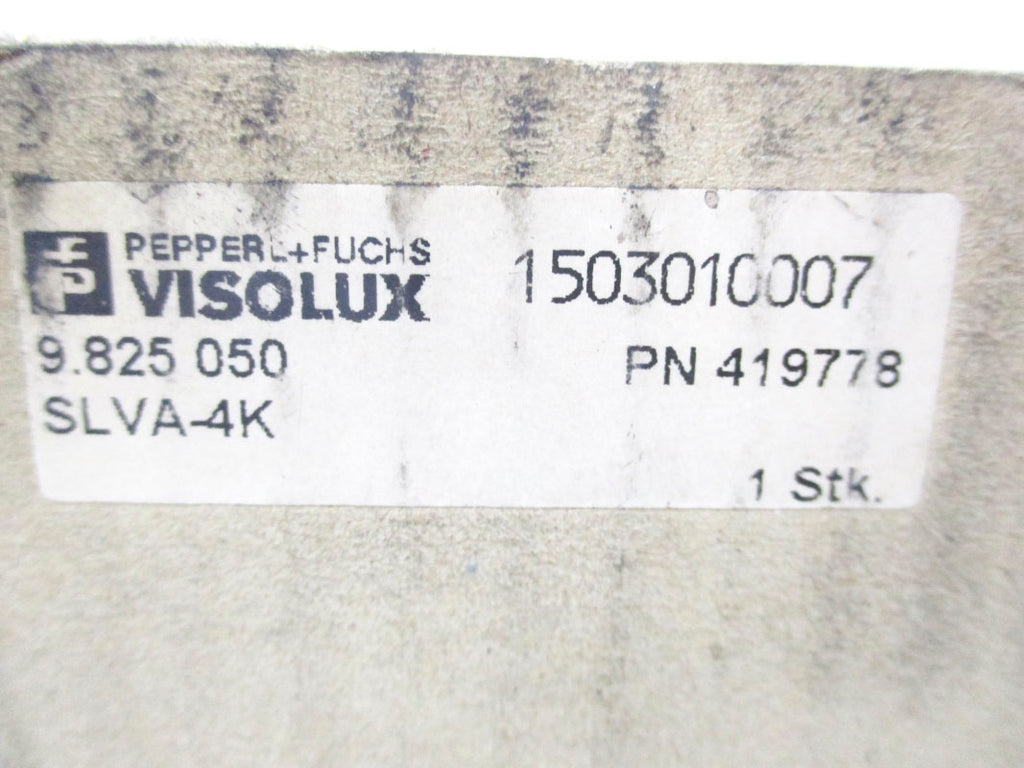 PEPPERL+FUCHS
VISOLUX
1503010007
9.825 050
PN 419778
SLVA-4K
1 Stk.